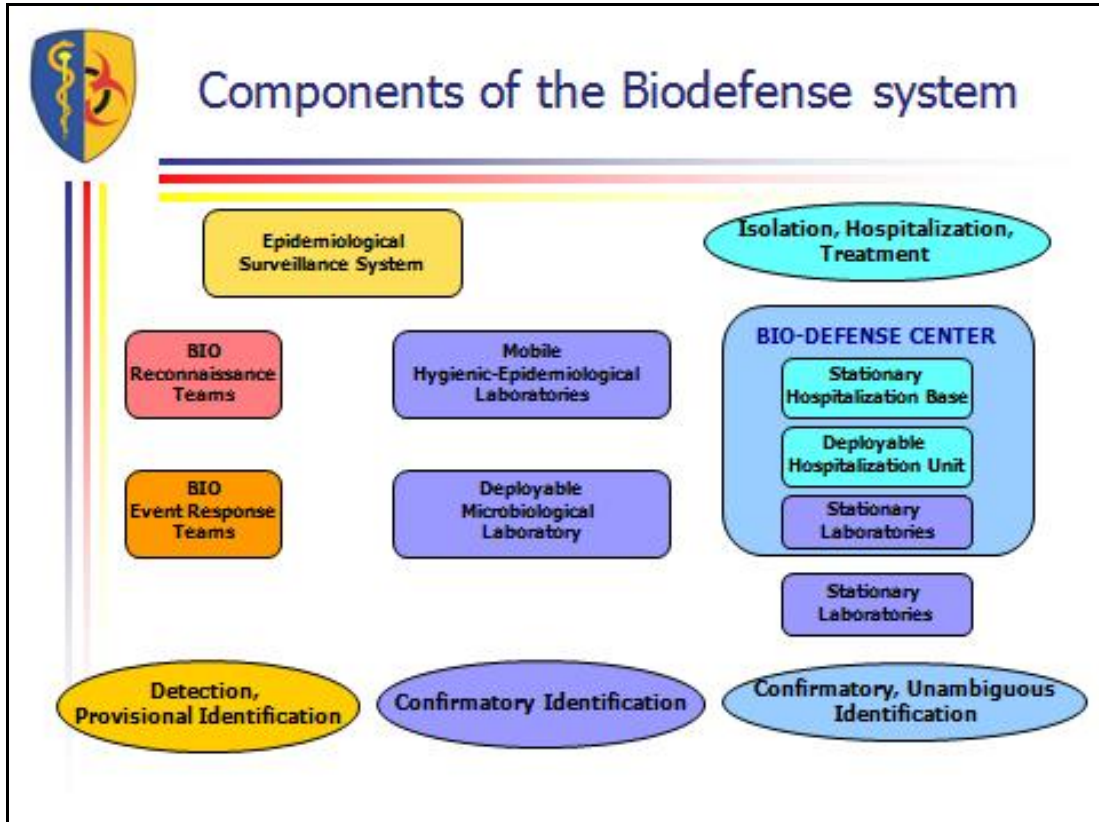 Components of the Biodefense system
Epidemiological
Surveillance System
Isolation, Hospitalization,
Treatment
BIO
Reconnaissance
Teams
Mobile
Hygienic-Epidemiological
Laboratories
BIO-DEFENSE CENTER
Stationary
Hospitalization Base
Deployable
Hospitalization Unit
Stationary
Laboratories
BIO
Event Response
Teams
Deployable
Microbiological
Laboratory
Stationary
Laboratories
Detection,
Provisional Identification
Confirmatory Identification
Confirmatory, Unambiguous
Identification